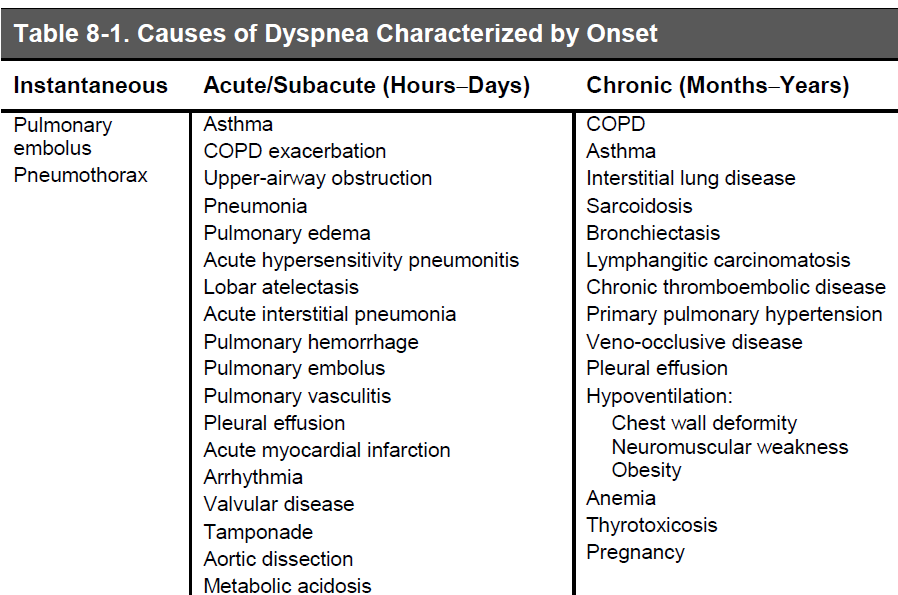 Table 8-1. Causes of Dyspnea Characterized by Onset
Instantaneous
Acute/Subacute (Hours–Days)
Chronic (Months–Years)
Pulmonary
embolus
Pneumothorax
Asthma
COPD exacerbation
Upper-airway obstruction
Pneumonia
Pulmonary edema
Acute hypersensitivity pneumonitis
Lobar atelectasis
Acute interstitial pneumonia
Pulmonary hemorrhage
Pulmonary embolus
Pulmonary vasculitis
Pleural effusion
Acute myocardial infarction
Arrhythmia
Valvular disease
Tamponade
Aortic dissection
Metabolic acidosis
COPD
Asthma
Interstitial lung disease
Sarcoidosis
Bronchiectasis
Lymphangitic carcinomatosis
Chronic thromboembolic disease
Primary pulmonary hypertension
Veno-occlusive disease
Pleural effusion
Hypoventilation:
Chest wall deformity
Neuromuscular weakness
Obesity
Anemia
Thyrotoxicosis
Pregnancy